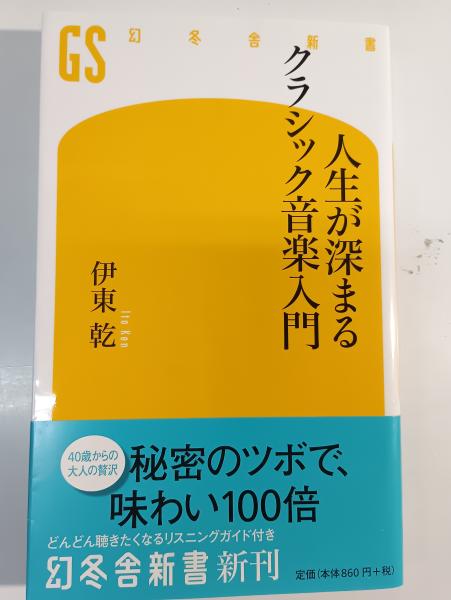 GS 幻冬舎新書
人生が深まる
クラシック音楽入門
伊東 乾
Ito Ken
40歳からの
大人の贅沢
秘密のツボで、
味わい100倍
どんどん聴きたくなるリスニングガイド付き
幻冬舎新書 新刊
定価(本体860円+税)